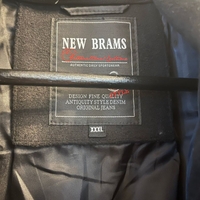 NEW BRAMS
DESIGN FINE QUALITY
ANTIQUITY STYLE DENIM
ORIGINAL JEANS
XXXL